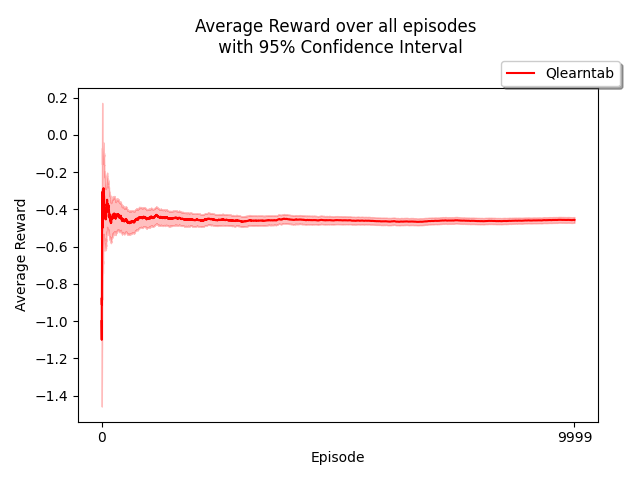 Average Reward over all episodes
with 95% Confidence Interval
Qlearntab
0.2
0.0
−0.2
−0.4
−0.6
−0.8
−1.0
−1.2
−1.4
Average Reward
0
9999
Episode